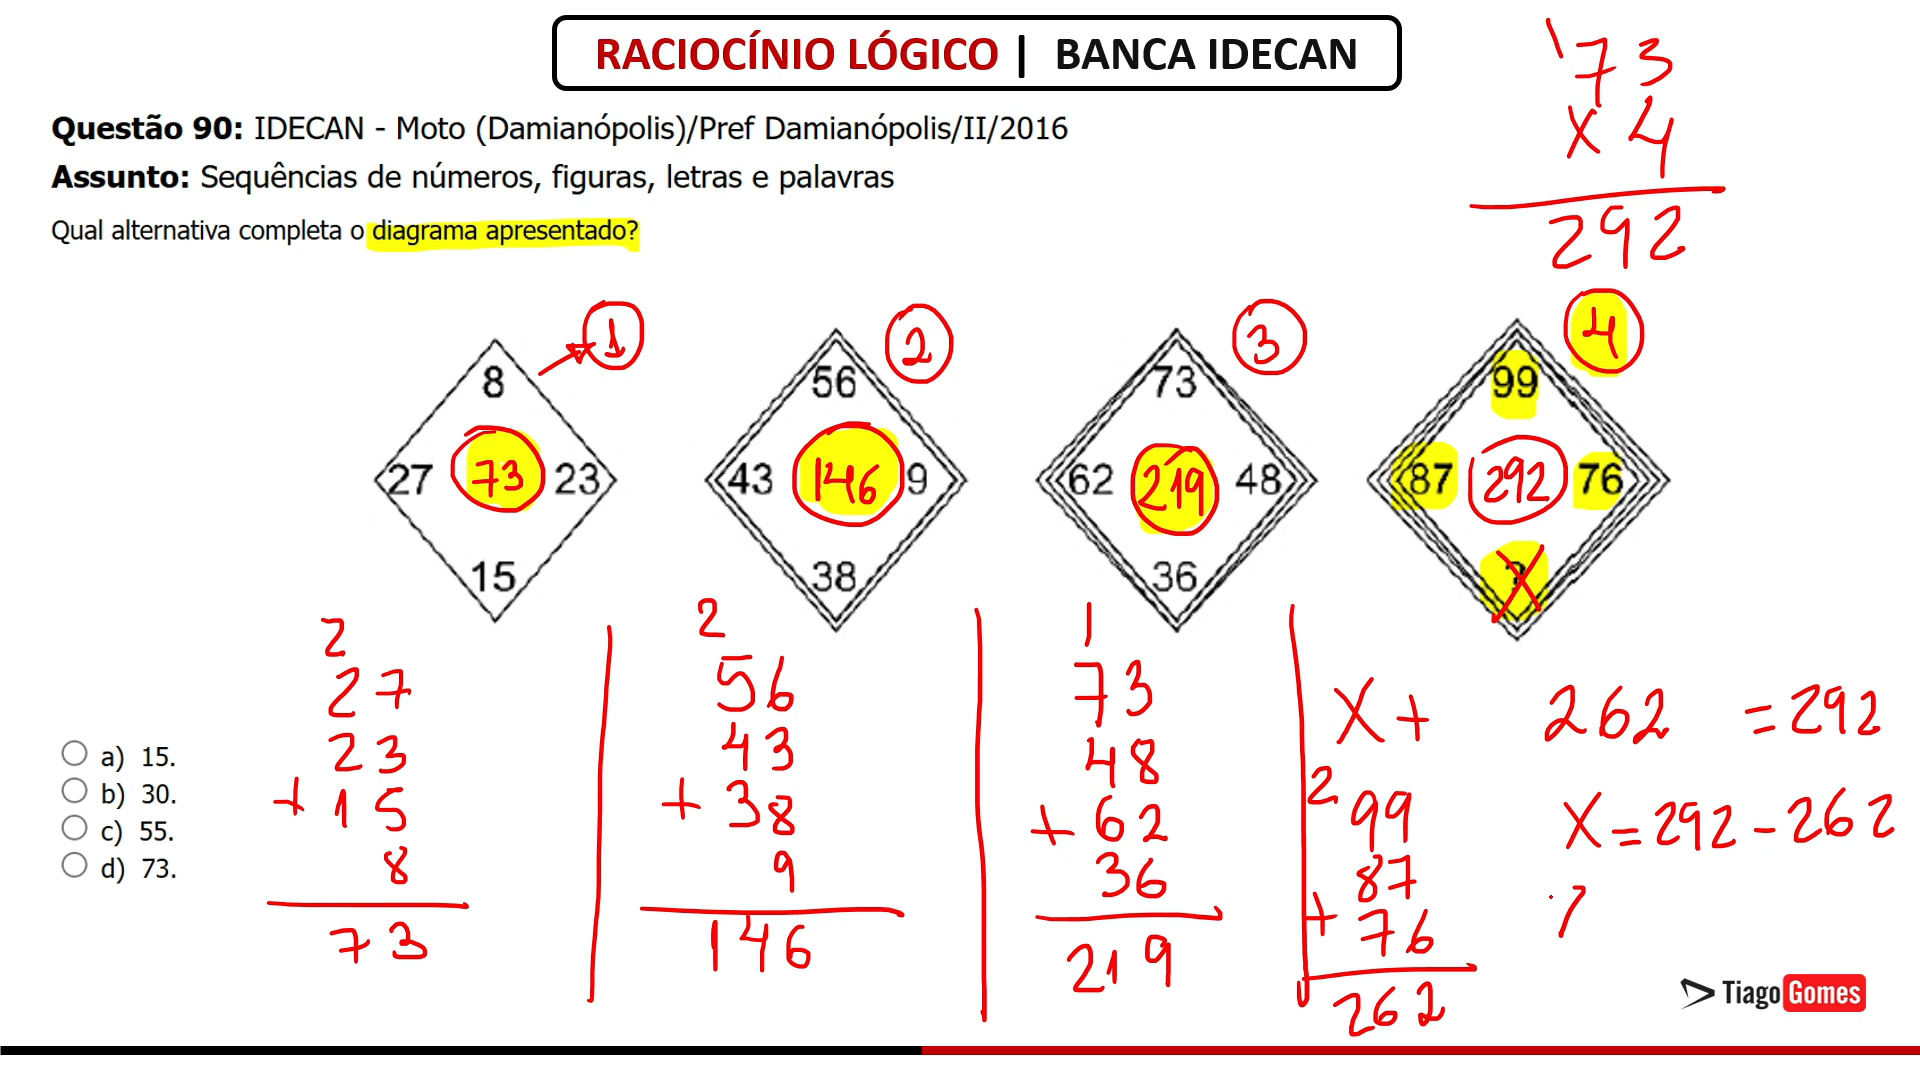 RACIOCÍNIO LÓGICO | BANCA IDECAN
Questão 90: IDECAN - Moto (Damianópolis)/Pref Damianópolis/II/2016
Assunto: Sequências de números, figuras, letras e palavras
Qual alternativa completa o diagrama apresentado?
73
x 4
292
1
2
3
4
8
27 73 23
15
56
43 146 9
38
73
62 219 48
36
99
87 292 76
?
2
27
23
+ 15
8
73
2
56
43
+ 38
9
146
1
73
48
+ 62
36
219
X + 262 = 292
2
99
87
+ 76
262
X = 292 - 262
a) 15.
b) 30.
c) 55.
d) 73.
Tiago Gomes